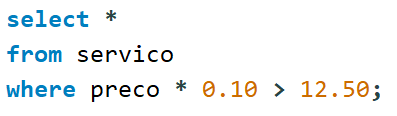 select *
from servico
where preco * 0.10 > 12.50;